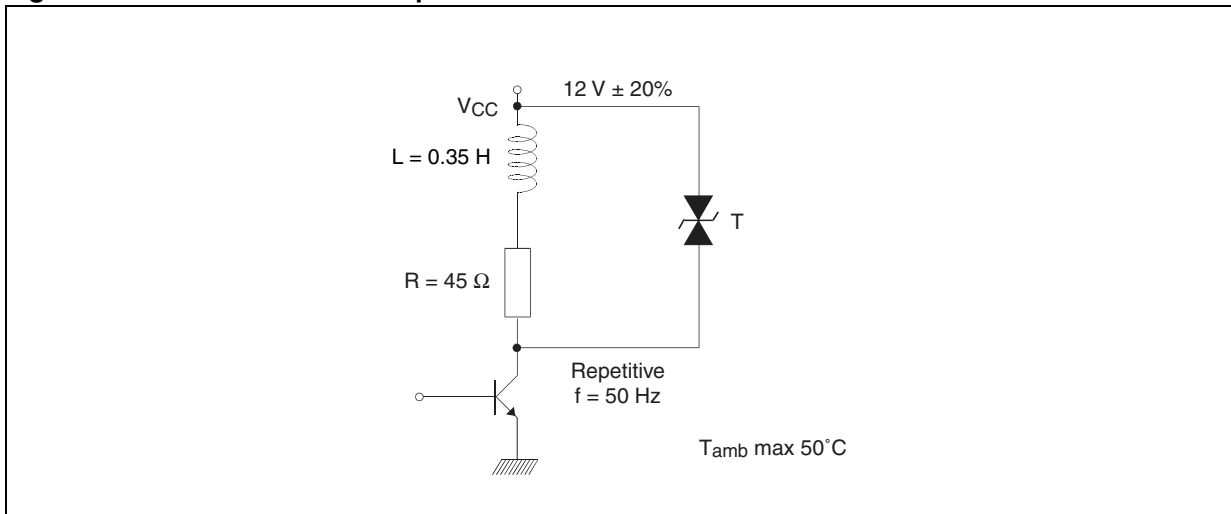 12 V ± 20%
VCC
L = 0.35 H
T
R = 45 Ω
Repetitive
f = 50 Hz
Tamb max 50˚C